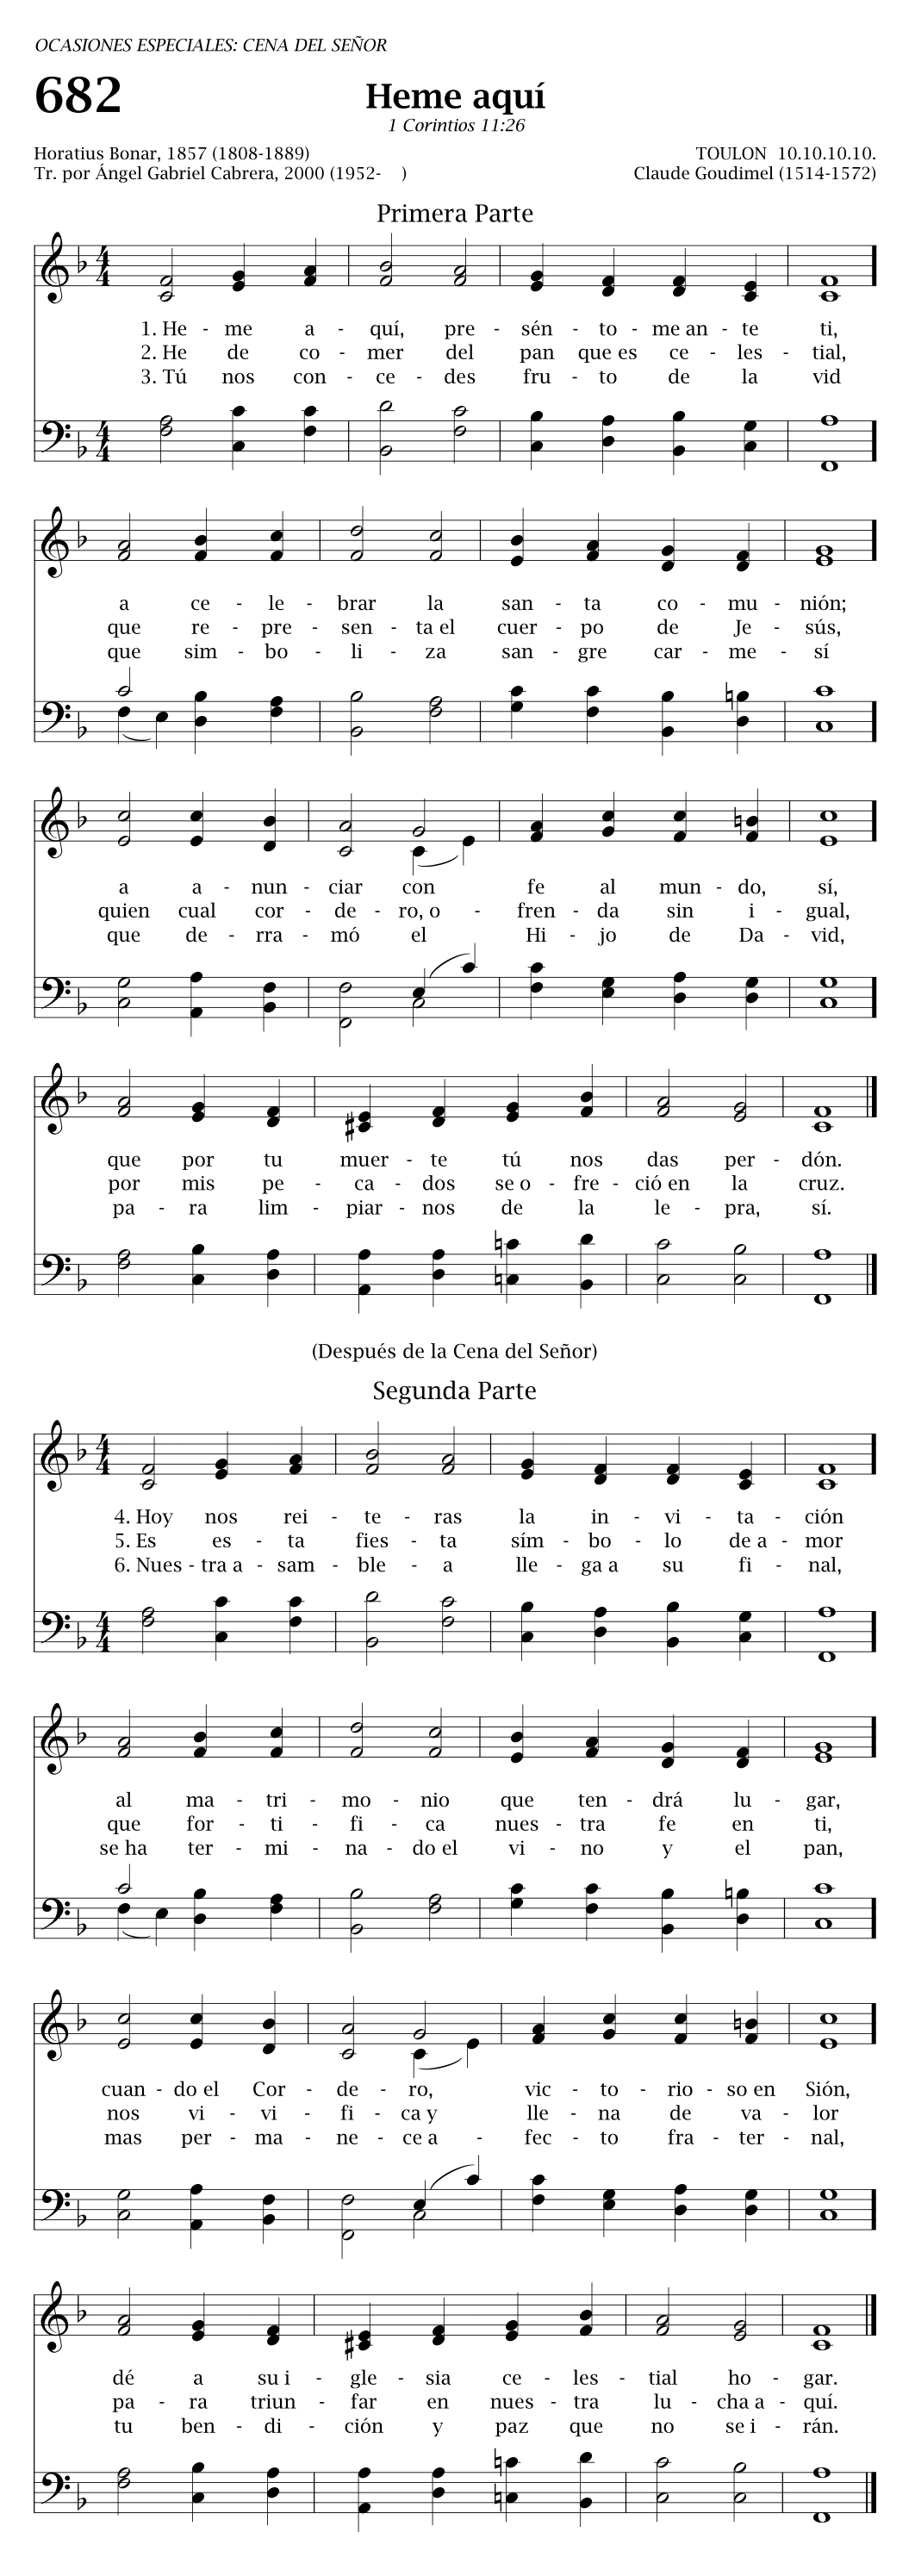 OCASIONES ESPECIALES: CENA DEL SEÑOR
682 Heme aquí
1 Corintios 11:26
Horatius Bonar, 1857 (1808-1889) TOULON 10.10.10.10.
Tr. por Ángel Gabriel Cabrera, 2000 (1952- ) Claude Goudimel (1514-1572)
Primera Parte
4 4
1. He - me a - quí, pre - sén - to - me an - te ti,
2. He de co - mer del pan que es ce - les - tial,
3. Tú nos con - ce - des fru - to de la vid
4 4
a ce - le - brar la san - ta co - mu - nión;
que re - pre - sen - ta el cuer - po de Je - sús,
que sim - bo - li - za san - gre car - me - sí
a a - nun - ciar con fe al mun - do, sí,
quien cual cor - de - ro, o - fren - da sin i - gual,
que de - rra - mó el Hi - jo de Da - vid,
que por tu muer - te tú nos das per - dón.
por mis pe - ca - dos se o - fre - ció en la cruz.
pa - ra lim - piar - nos de la le - pra, sí.
(Después de la Cena del Señor)
Segunda Parte
4 4
4. Hoy nos rei - te - ras la in - vi - ta - ción
5. Es es - ta fies - ta sím - bo - lo de a - mor
6. Nues - tra a - sam - ble - a lle - ga a su fi - nal,
4 4
al ma - tri - mo - nio que ten - drá lu - gar,
que for - ti - fi - ca nues - tra fe en ti,
se ha ter - mi - na - do el vi - no y el pan,
cuan - do el Cor - de - ro, vic - to - rio - so en Sión,
nos vi - vi - fi - ca y lle - na de va - lor
mas per - ma - ne - ce a - fec - to fra - ter - nal,
dé a su i - gle - sia ce - les - tial ho - gar.
pa - ra triun - far en nues - tra lu - cha a - quí.
tu ben - di - ción y paz que no se i - rán.